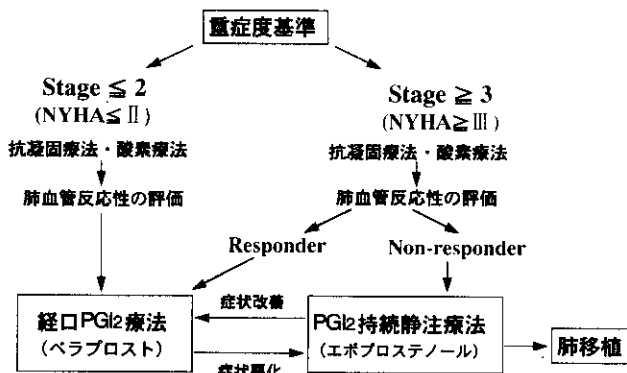 重症度基準
Stage ≦ 2
(NYHA≦Ⅱ)
抗凝固療法・酸素療法
肺血管反応性の評価
Stage ≧ 3
(NYHA≧Ⅲ)
抗凝固療法・酸素療法
肺血管反応性の評価
Responder
Non-responder
経口PGI2療法
(ベラプロスト)
症状改善
症状悪化
PGI2持続静注療法
(エポプロステノール)
肺移植